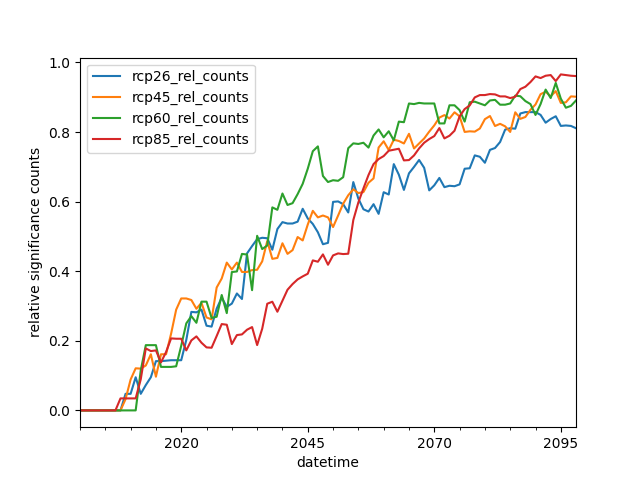 1.0
0.8
0.6
0.4
0.2
0.0
relative significance counts
rcp26_rel_counts
rcp45_rel_counts
rcp60_rel_counts
rcp85_rel_counts
2020
2045
2070
2095
datetime